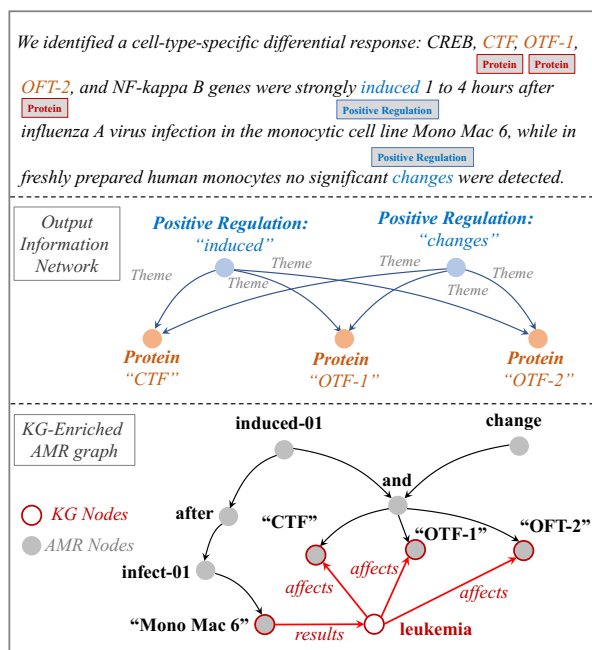 We identified a cell-type-specific differential response: CREB, CTF, OTF-1,
Protein Protein
OFT-2, and NF-kappa B genes were strongly induced 1 to 4 hours after
Protein Positive Regulation
influenza A virus infection in the monocytic cell line Mono Mac 6, while in
Positive Regulation
freshly prepared human monocytes no significant changes were detected.
Output Information Network
Positive Regulation: "induced"
Positive Regulation: "changes"
Theme Theme Theme Theme Theme Theme
Protein "CTF"
Protein "OTF-1"
Protein "OTF-2"
KG-Enriched AMR graph
induced-01
change
and
KG Nodes
AMR Nodes
after
"CTF"
"OTF-1"
"OFT-2"
infect-01
affects affects affects
"Mono Mac 6"
results
leukemia